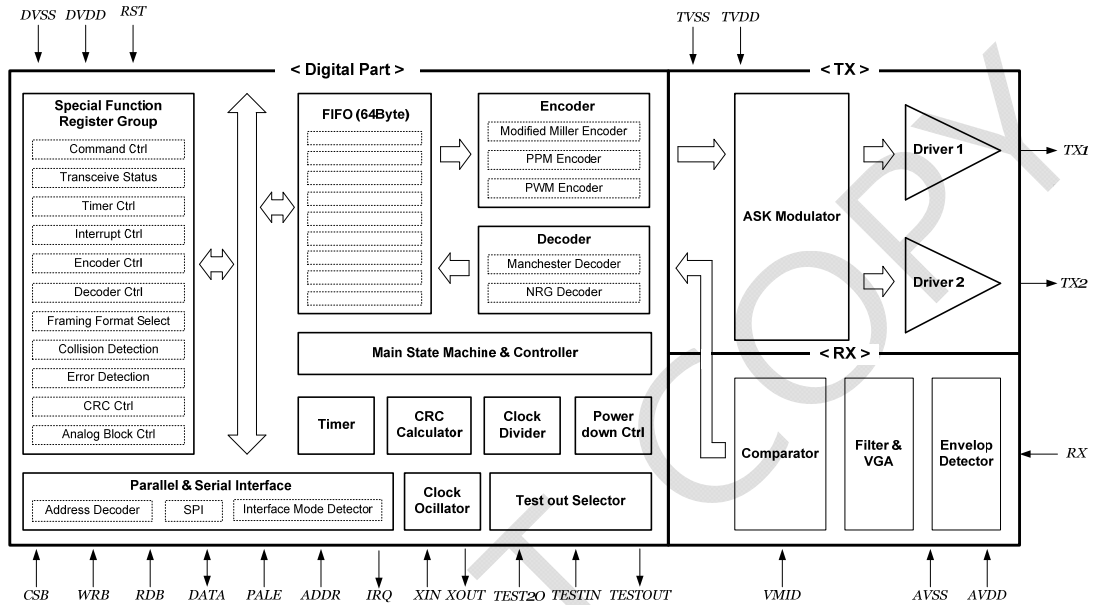 DVSS DVDD RST TVSS TVDD
< Digital Part > < TX >
Special Function
Register Group
Command Ctrl
Transceive Status
Timer Ctrl
Interrupt Ctrl
Encoder Ctrl
Decoder Ctrl
Framing Format Select
Collision Detection
Error Detection
CRC Ctrl
Analog Block Ctrl
FIFO (64Byte)
Encoder
Modified Miller Encoder
PPM Encoder
PWM Encoder
Decoder
Manchester Decoder
NRG Decoder
Main State Machine & Controller
Timer
CRC
Calculator
Clock
Divider
Power
down Ctrl
Parallel & Serial Interface
Address Decoder SPI Interface Mode Detector
Clock
Ocillator
Test out Selector
ASK Modulator
Driver 1
TX1
Driver 2
TX2
< RX >
Comparator
Filter &
VGA
Envelop
Detector
RX
CSB WRB RDB DATA PALE ADDR IRQ XIN XOUT TEST2O TESTIN TESTOUT VMID AVSS AVDD
T COPY